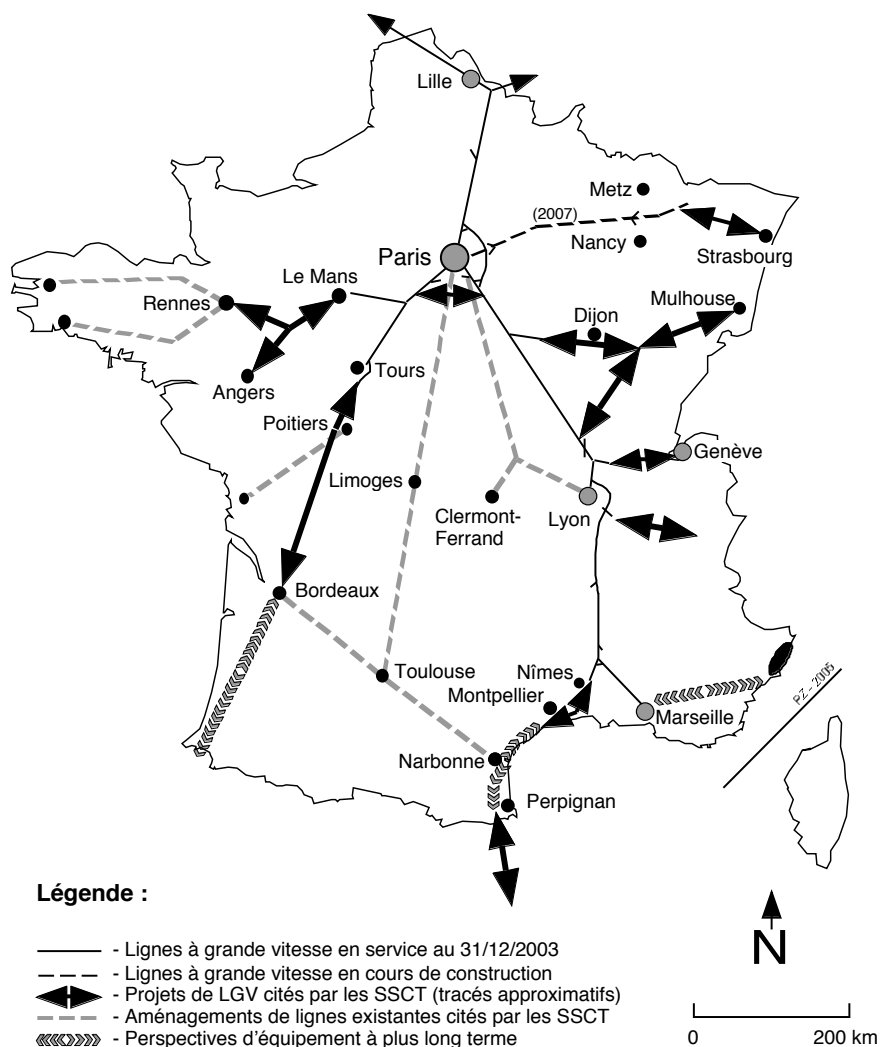 Lille
Metz
(2007)
Nancy
Strasbourg
Paris
Le Mans
Rennes
Mulhouse
Dijon
Tours
Angers
Poitiers
Genève
Limoges
Clermont-
Ferrand
Lyon
Bordeaux
Toulouse
Nîmes
Montpellier
PZ - 2005
Marseille
Narbonne
Perpignan
Légende :
- Lignes à grande vitesse en service au 31/12/2003
- Lignes à grande vitesse en cours de construction
- Projets de LGV cités par les SSCT (tracés approximatifs)
- Aménagements de lignes existantes cités par les SSCT
- Perspectives d'équipement à plus long terme
N
0 200 km